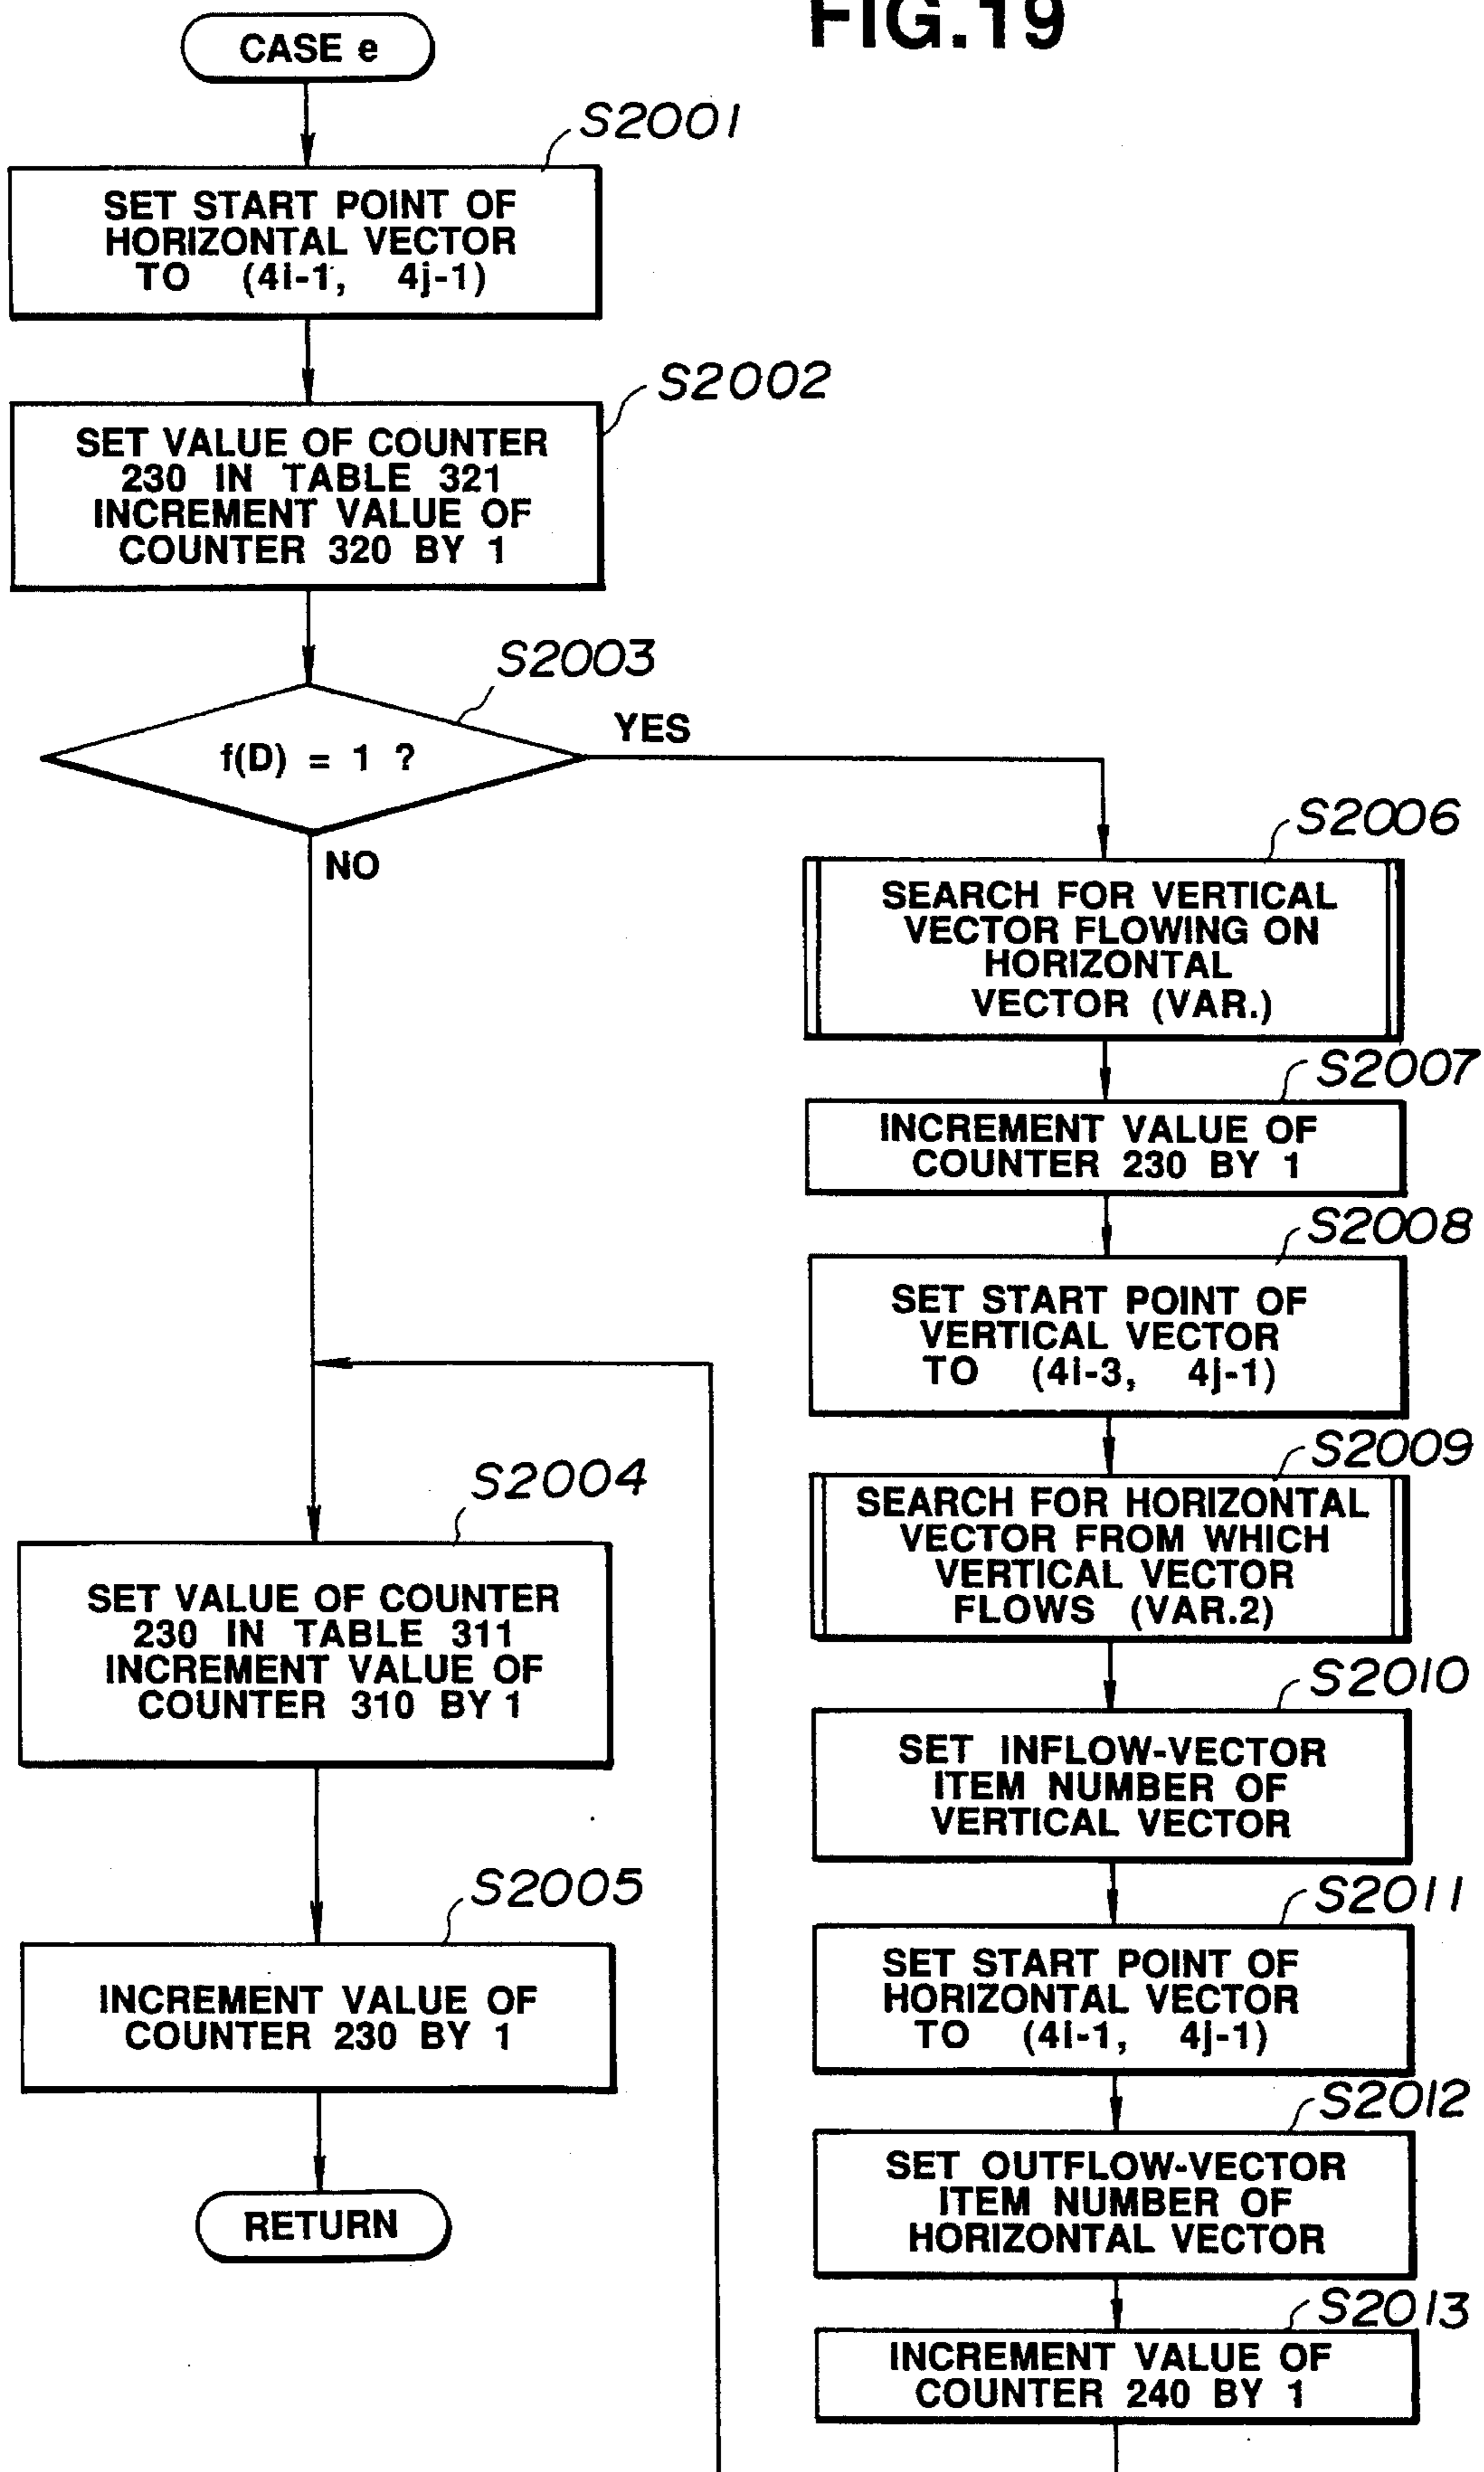 FIG.19
CASE e
S2001
SET START POINT OF
HORIZONTAL VECTOR
TO (4i-1, 4j-1)
S2002
SET VALUE OF COUNTER
230 IN TABLE 321
INCREMENT VALUE OF
COUNTER 320 BY 1
S2003
f(D) = 1 ?
YES
NO
S2004
SET VALUE OF COUNTER
230 IN TABLE 311
INCREMENT VALUE OF
COUNTER 310 BY 1
S2005
INCREMENT VALUE OF
COUNTER 230 BY 1
RETURN
S2006
SEARCH FOR VERTICAL
VECTOR FLOWING ON
HORIZONTAL
VECTOR (VAR.)
S2007
INCREMENT VALUE OF
COUNTER 230 BY 1
S2008
SET START POINT OF
VERTICAL VECTOR
TO (4i-3, 4j-1)
S2009
SEARCH FOR HORIZONTAL
VECTOR FROM WHICH
VERTICAL VECTOR
FLOWS (VAR.2)
S2010
SET INFLOW-VECTOR
ITEM NUMBER OF
VERTICAL VECTOR
S2011
SET START POINT OF
HORIZONTAL VECTOR
TO (4i-1, 4j-1)
S2012
SET OUTFLOW-VECTOR
ITEM NUMBER OF
HORIZONTAL VECTOR
S2013
INCREMENT VALUE OF
COUNTER 240 BY 1